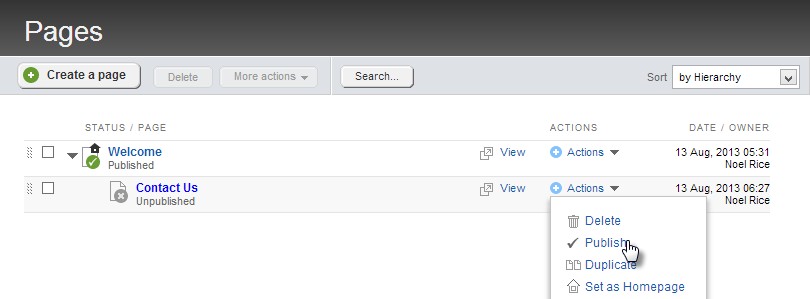 Pages
Create a page Delete More actions Search... Sort by Hierarchy
STATUS / PAGE ACTIONS DATE / OWNER
Welcome View Actions 13 Aug, 2013 05:31
Published Noel Rice
Contact Us View Actions 13 Aug, 2013 06:27
Unpublished Noel Rice
Delete
Publish
Duplicate
Set as Homepage